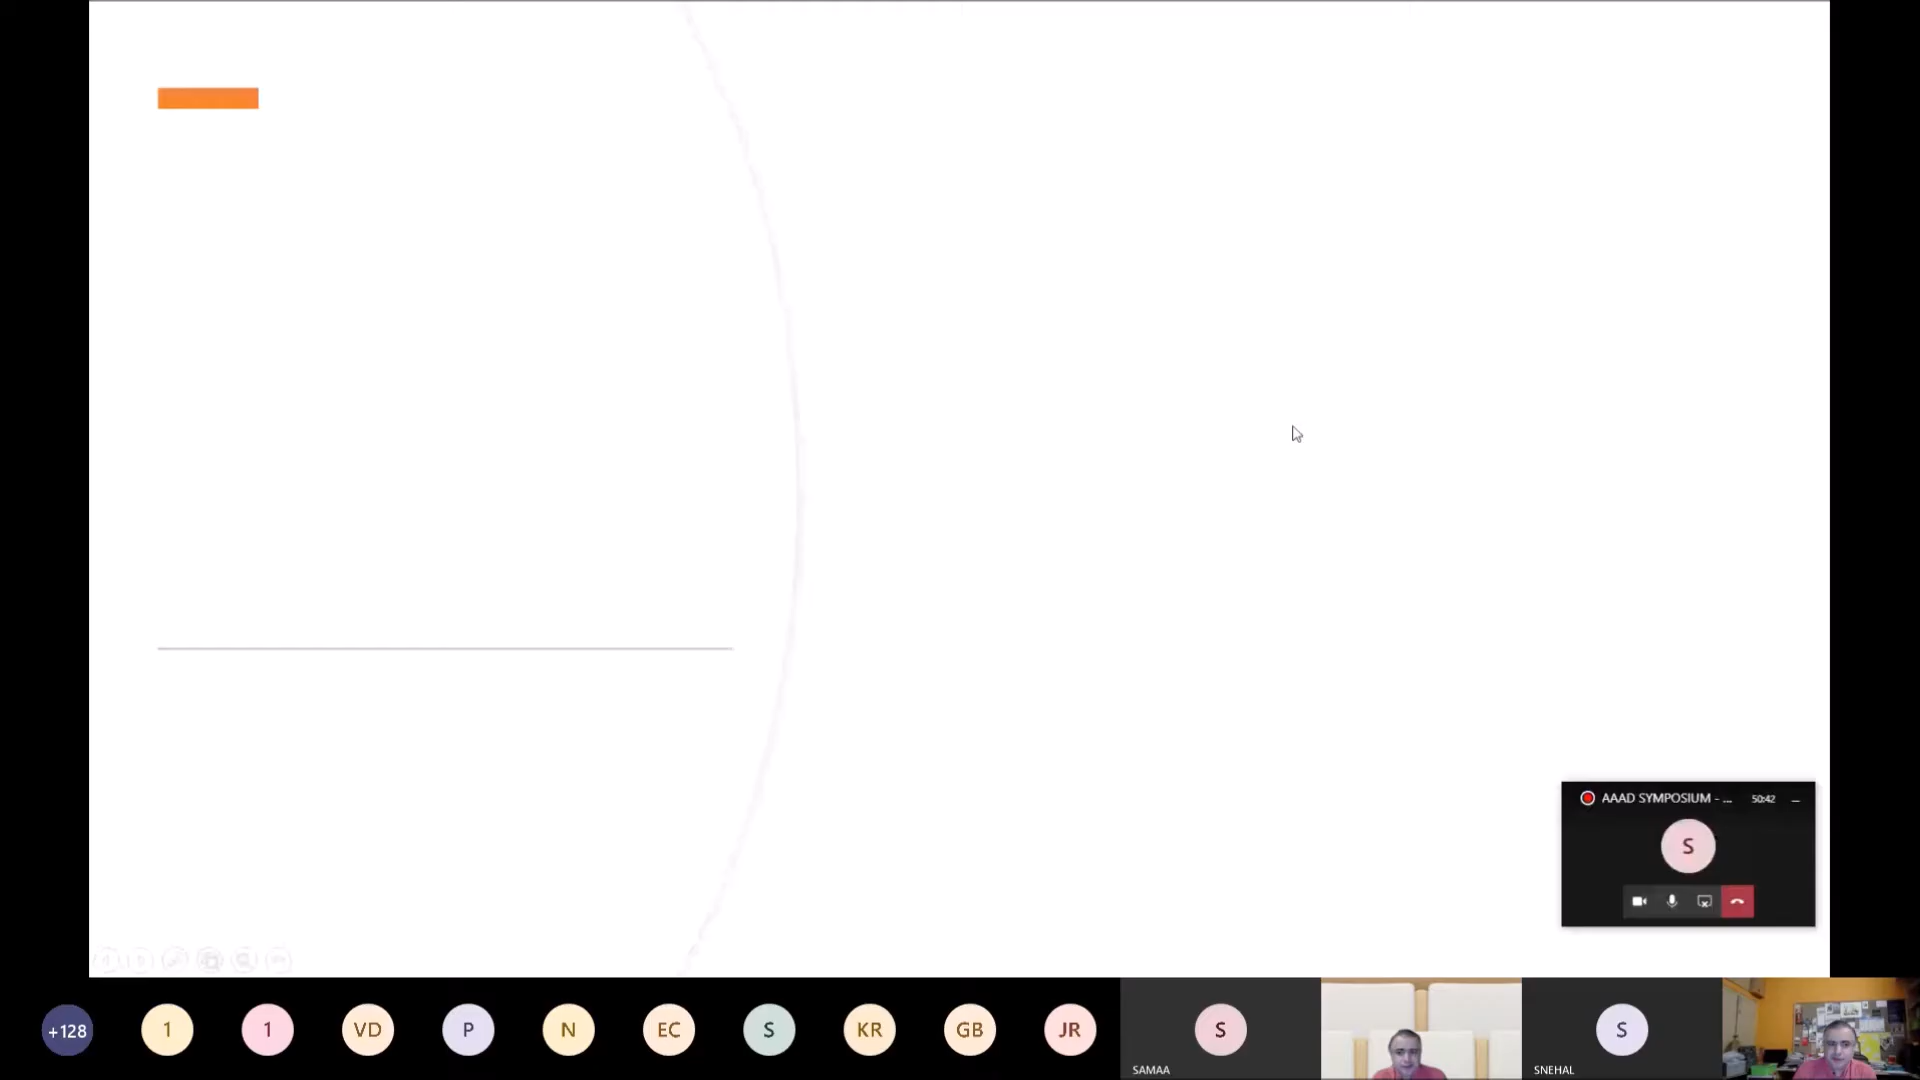 AAAD SYMPOSIUM - ... 50:42
S
+128 1 1 VD P N EC S KR GB JR S S
SAMAA SNEHAL